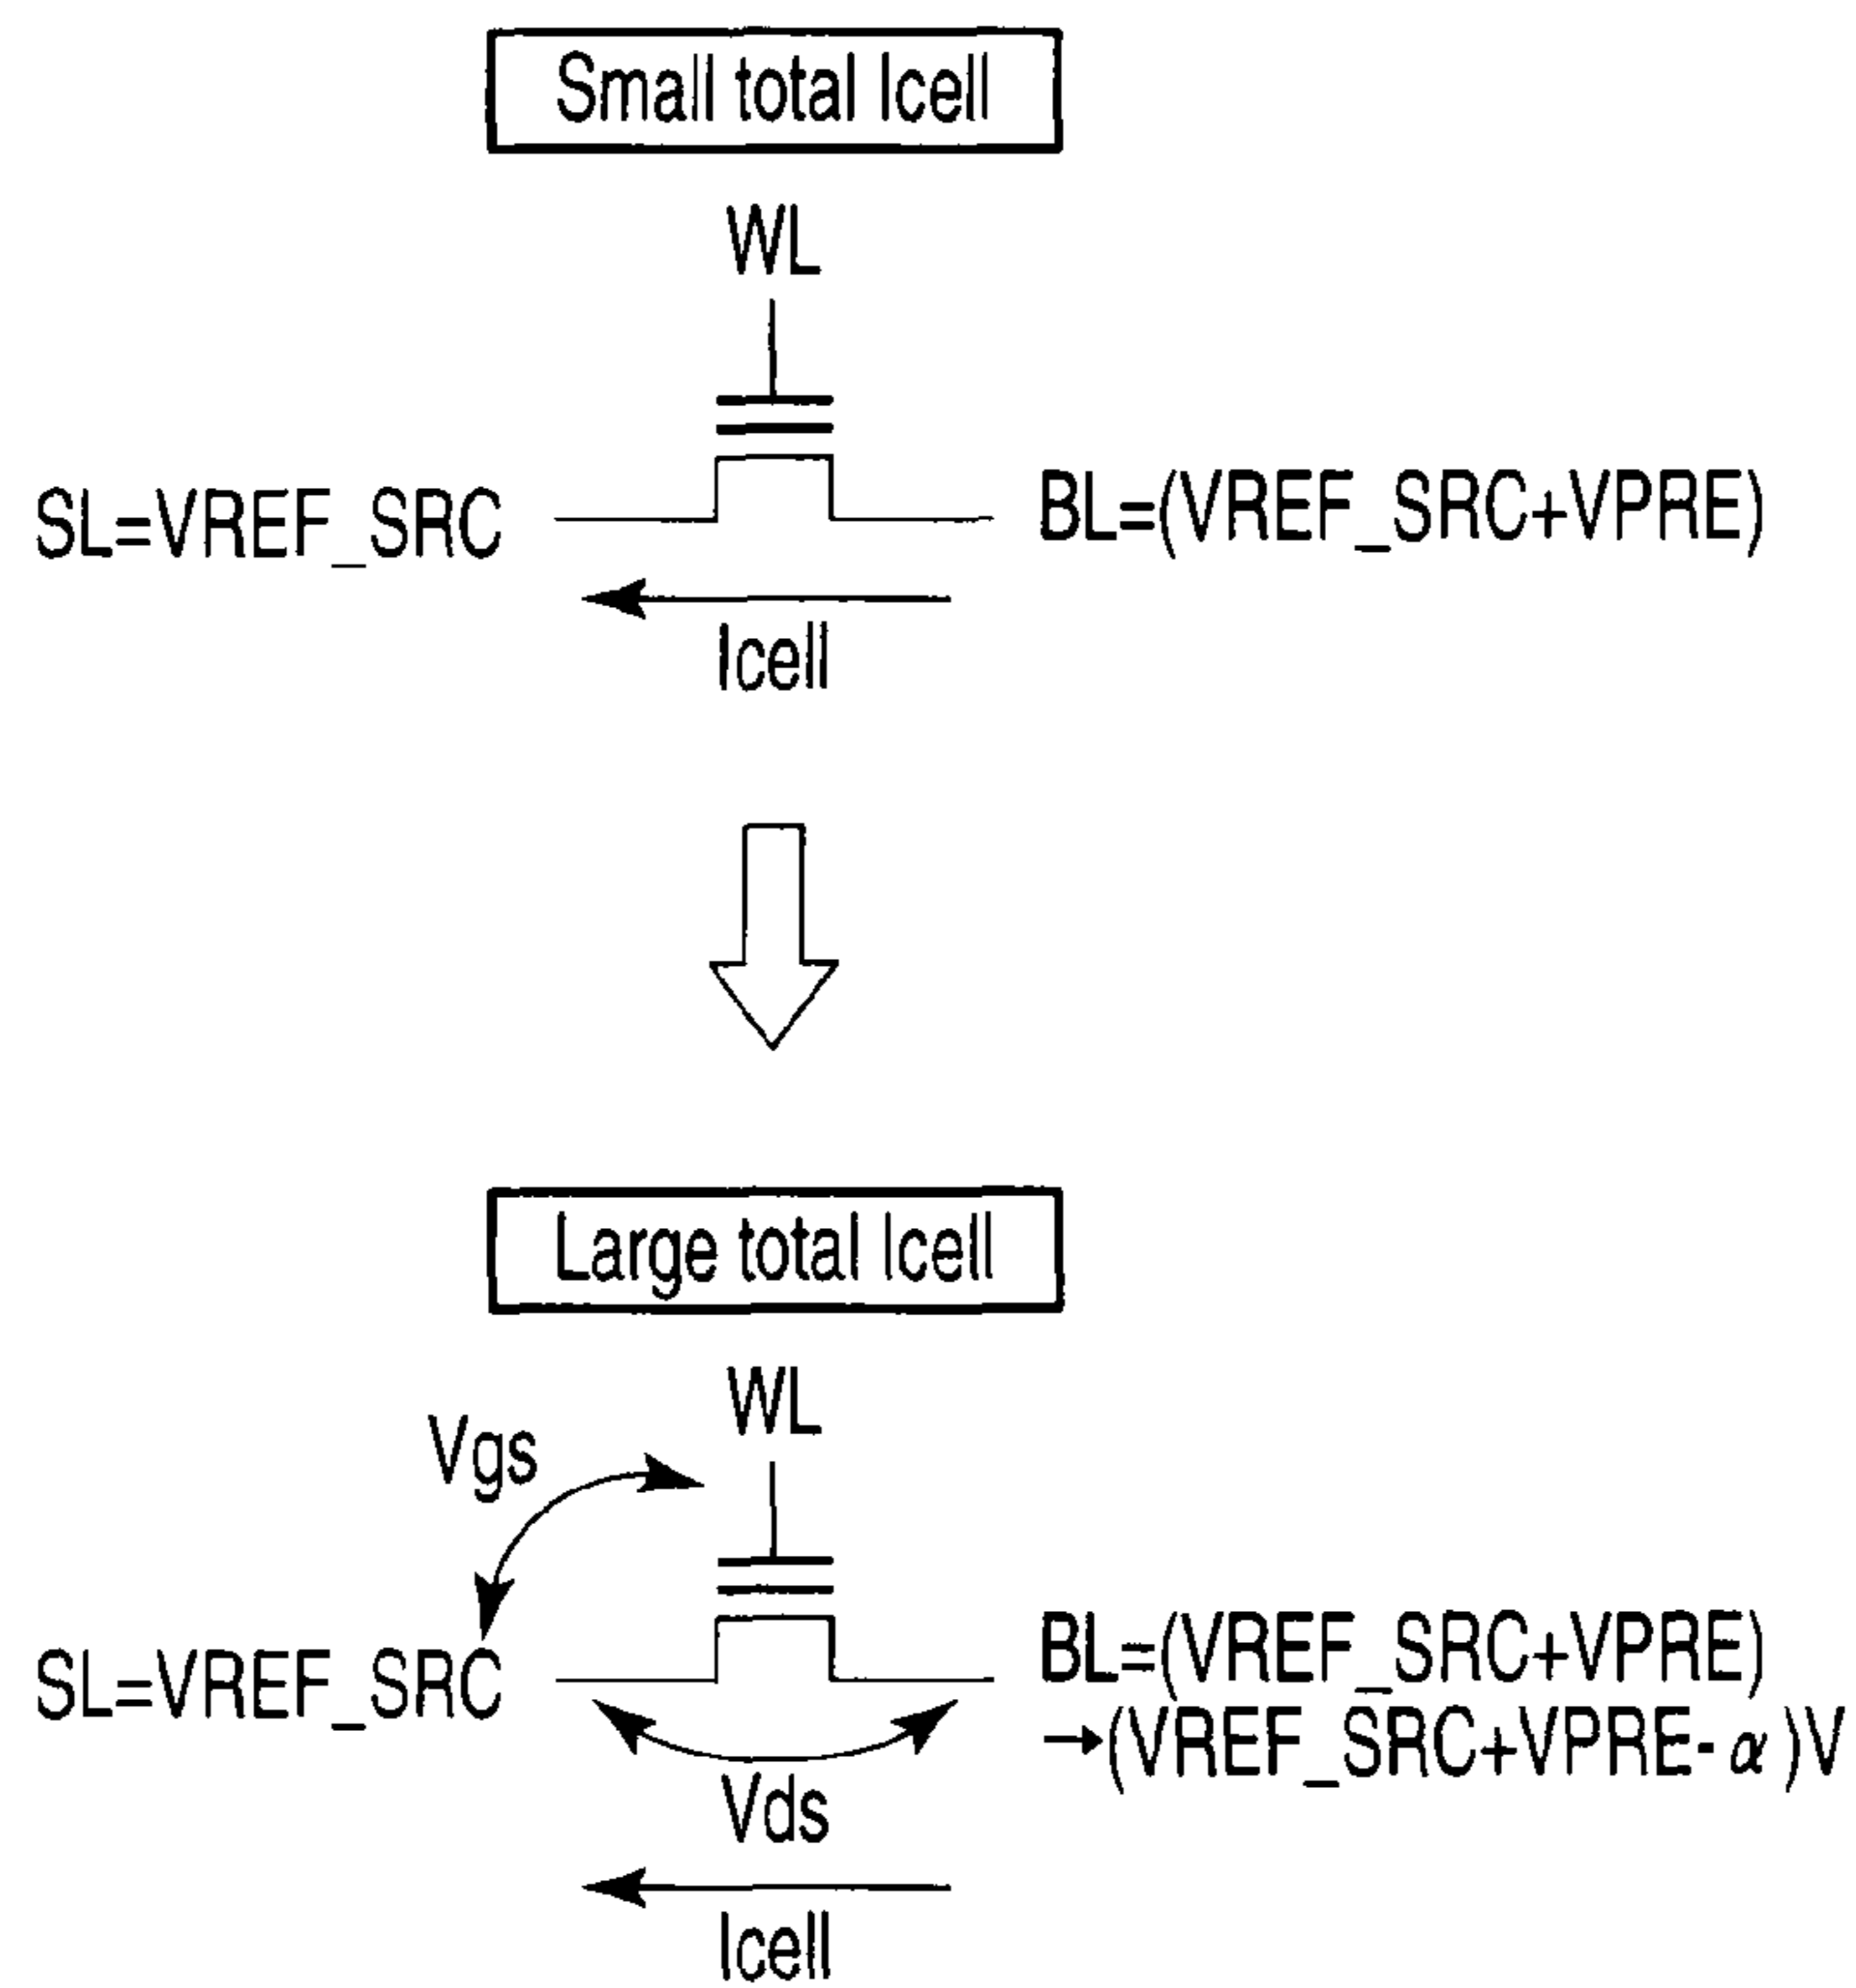 Small total Icell
WL
SL=VREF_SRC
BL=(VREF_SRC+VPRE)
Icell
Large total Icell
WL
Vgs
SL=VREF_SRC
BL=(VREF_SRC+VPRE)
→(VREF_SRC+VPRE-α)V
Vds
Icell